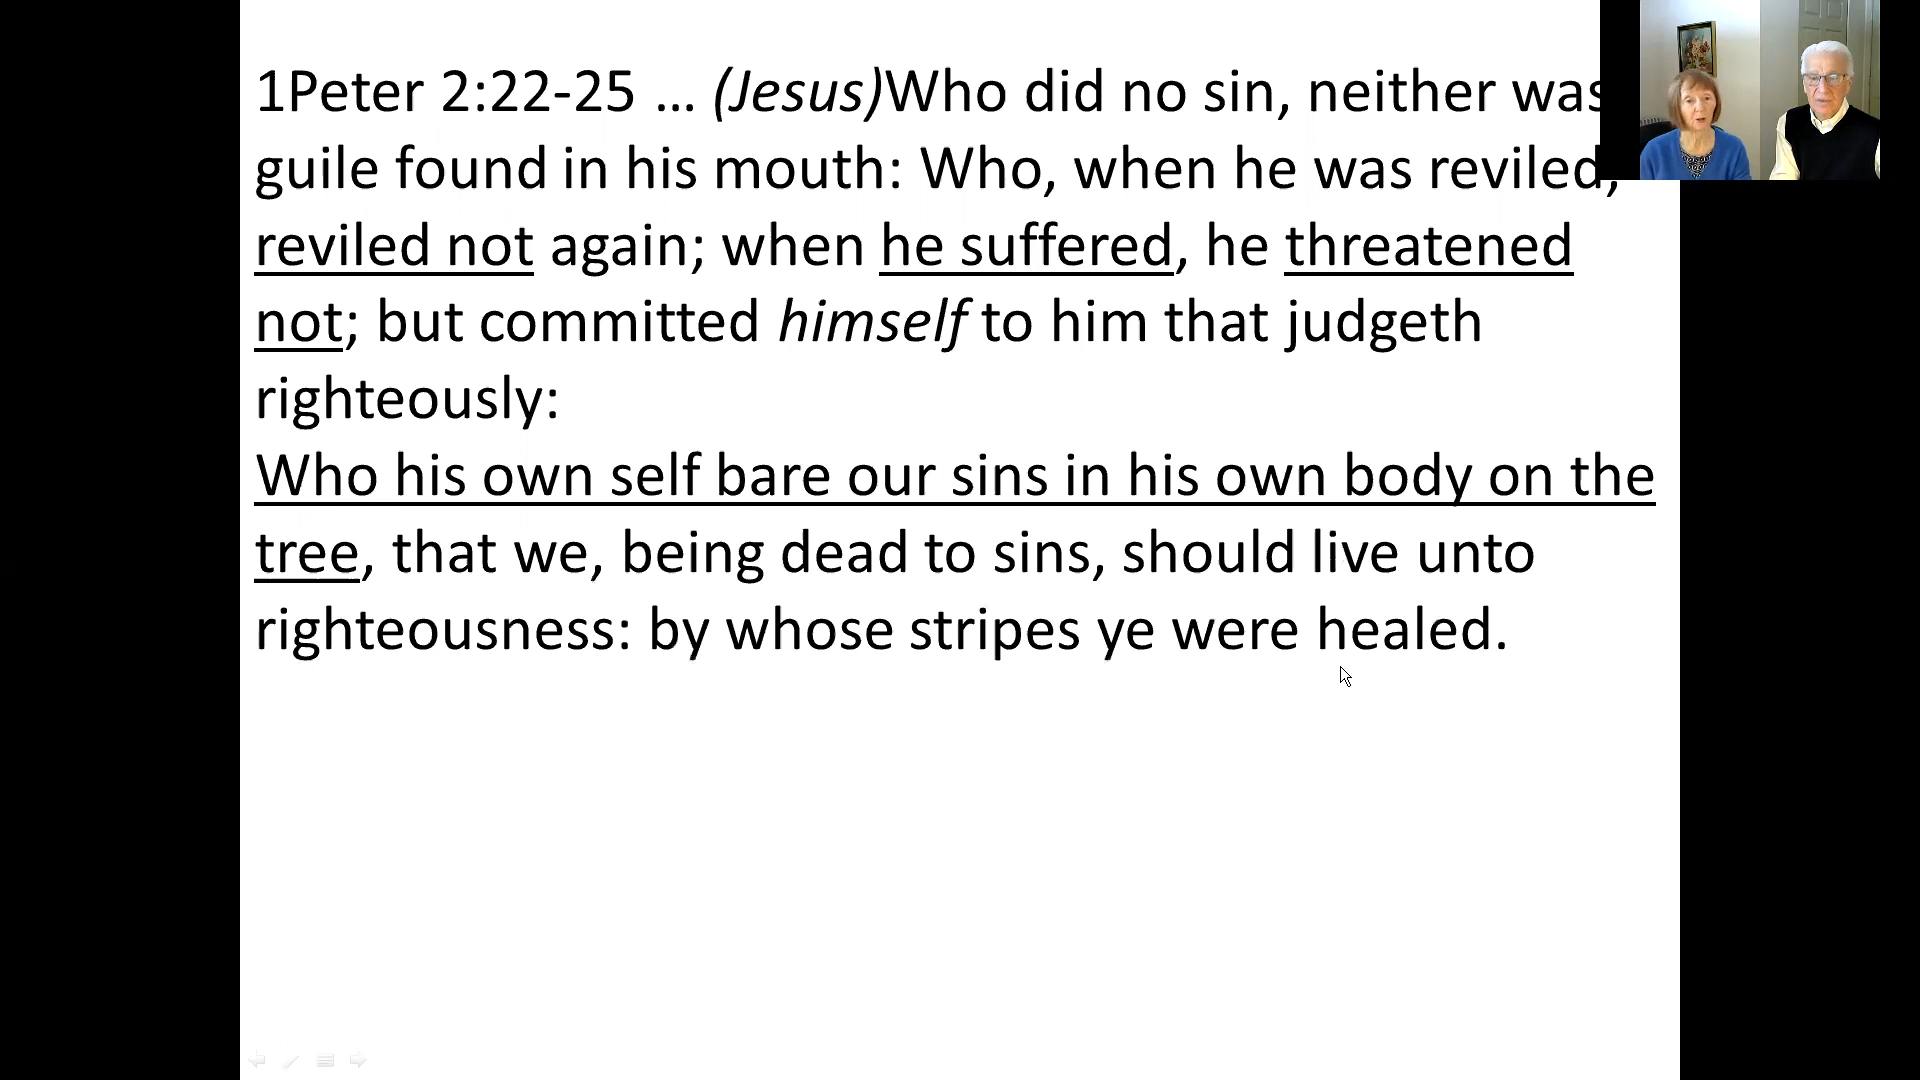 1Peter 2:22-25 … (Jesus)Who did no sin, neither was
guile found in his mouth: Who, when he was reviled,
reviled not again; when he suffered, he threatened
not; but committed himself to him that judgeth
righteously:
Who his own self bare our sins in his own body on the
tree, that we, being dead to sins, should live unto
righteousness: by whose stripes ye were healed.